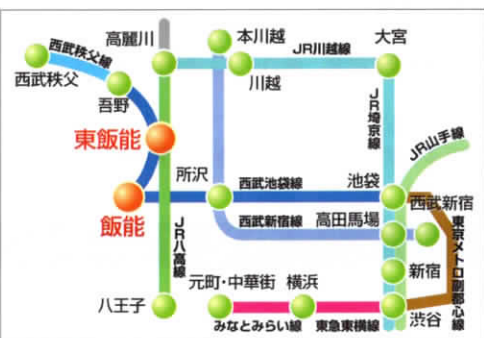 高麗川
本川越
JR川越線
大宮
西武秩父線
西武秩父
川越
吾野
JR埼京線
JR山手線
東飯能
所沢
西武池袋線
池袋
西武新宿
飯能
西武新宿線
高田馬場
JR八高線
新宿
東京メトロ副都心線
八王子
元町・中華街
横浜
渋谷
みなとみらい線
東急東横線